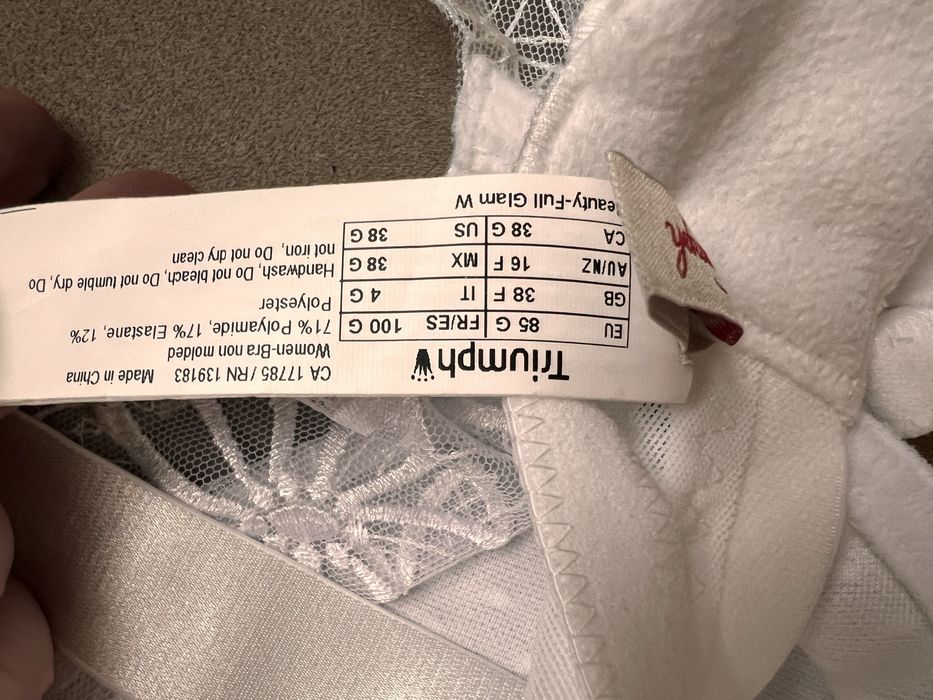 Triumph
EU 85 G FR/ES 100 G
GB 38 F IT 4 G
AU/NZ 16 F MX 38 G
CA 38 G US 38 G
eauty-Full Glam W
CA 17785 / RN 139183 Made in China
Women-Bra non molded
71% Polyamide, 17% Elastane, 12%
Polyester
Handwash, Do not bleach, Do not tumble dry, Do
not iron, Do not dry clean